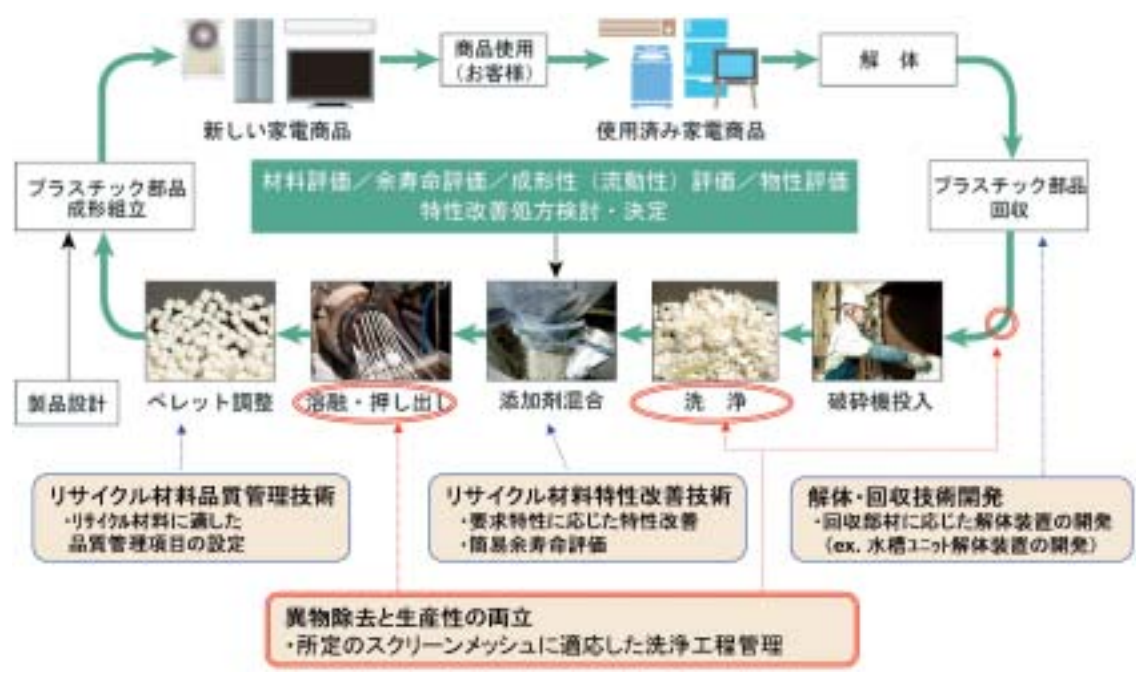 商品使用
(お客様)
解 体
新しい家電商品
使用済み家電商品
プラスチック部品
成形組立
材料評価／余寿命評価／成形性（流動性）評価／物性評価
特性改善処方検討・決定
プラスチック部品
回収
製品設計
ペレット調整
溶融・押し出し
添加剤混合
洗 浄
破砕機投入
リサイクル材料品質管理技術
・リサイクル材料に適した
品質管理項目の設定
リサイクル材料特性改善技術
・要求特性に応じた特性改善
・簡易余寿命評価
解体・回収技術開発
・回収部材に応じた解体装置の開発
(ex. 水槽ユニット解体装置の開発)
異物除去と生産性の両立
・所定のスクリーンメッシュに適応した洗浄工程管理